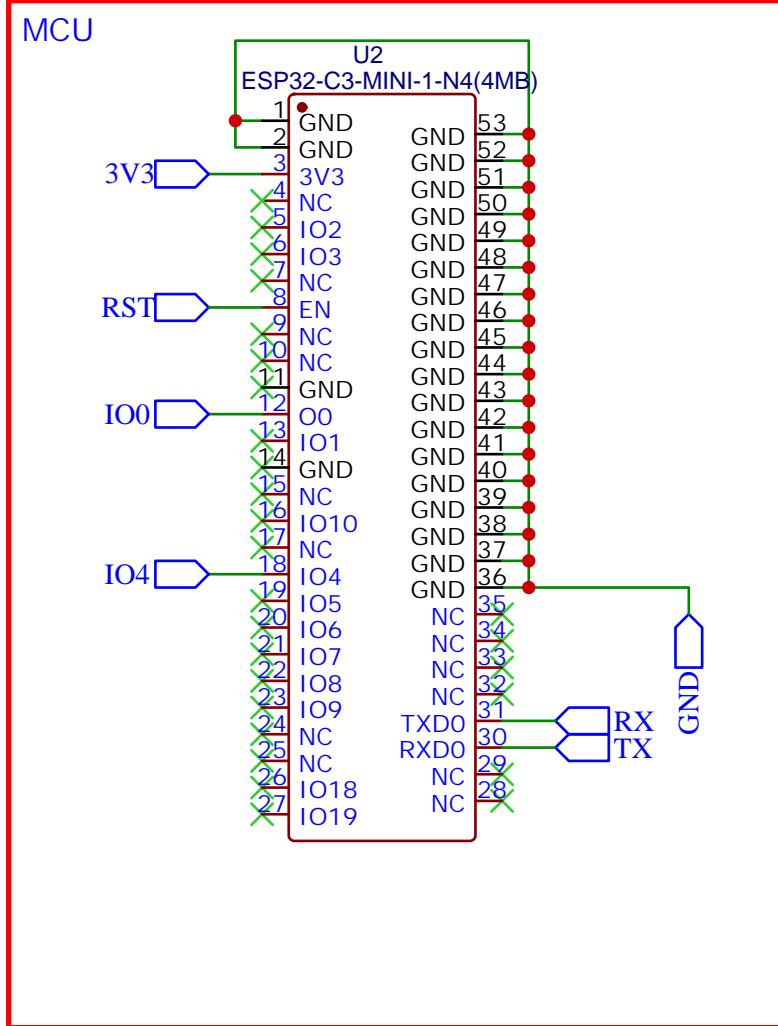 MCU
U2
ESP32-C3-MINI-1-N4(4MB)
1 GND
2 GND
3V3 3 3V3
4 NC
5 IO2
6 IO3
7 NC
RST 8 EN
9 NC
10 NC
11 GND
IO0 12 O0
13 IO1
14 GND
15 NC
16 IO10
17 NC
IO4 18 IO4
19 IO5
20 IO6
21 IO7
22 IO8
23 IO9
24 NC
25 NC
26 IO18
27 IO19
GND 53
GND 52
GND 51
GND 50
GND 49
GND 48
GND 47
GND 46
GND 45
GND 44
GND 43
GND 42
GND 41
GND 40
GND 39
GND 38
GND 37
GND 36
NC 35
NC 34
NC 33
NC 32
TXD0 31 RX
RXD0 30 TX
NC 29
NC 28
GND